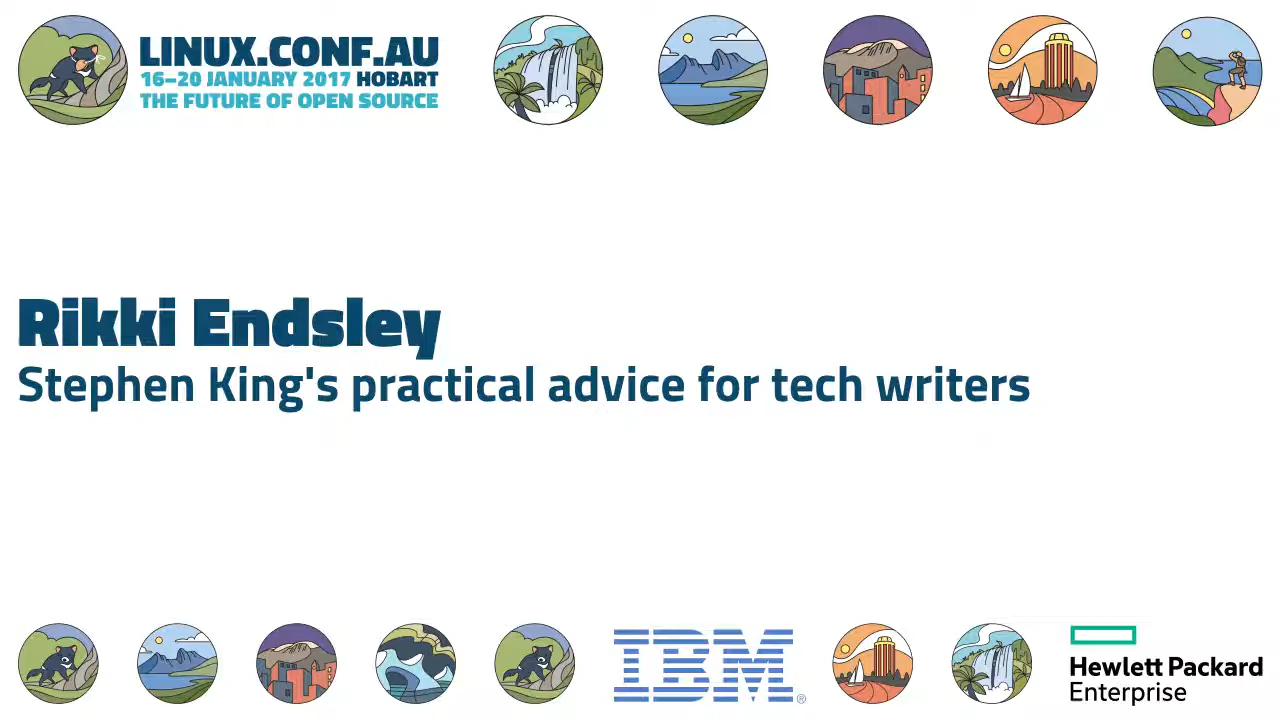 LINUX.CONF.AU
16–20 JANUARY 2017 HOBART
THE FUTURE OF OPEN SOURCE
Rikki Endsley
Stephen King's practical advice for tech writers
IBM®
Hewlett Packard
Enterprise